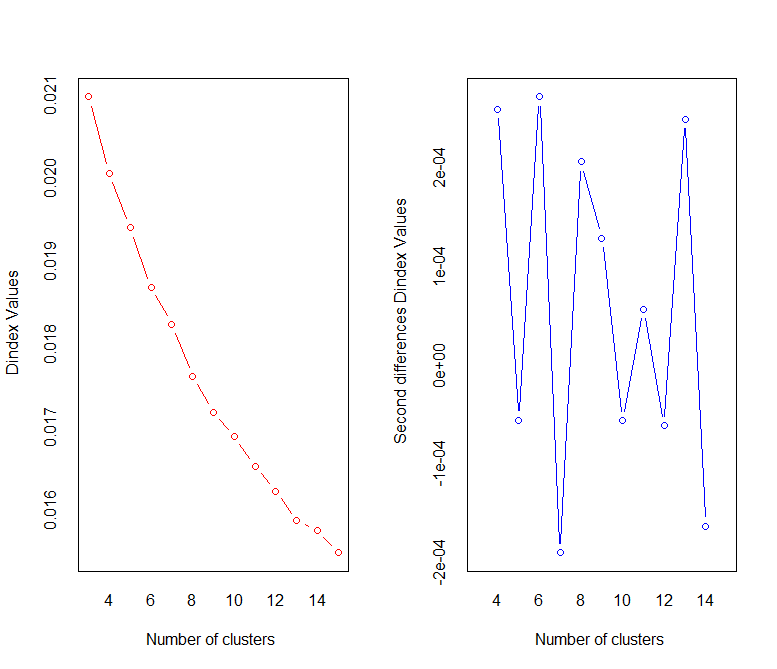 Dindex Values
0.021
0.020
0.019
0.018
0.017
0.016
4 6 8 10 12 14
Number of clusters
Second differences Dindex Values
2e-04
1e-04
0e+00
-1e-04
-2e-04
4 6 8 10 12 14
Number of clusters